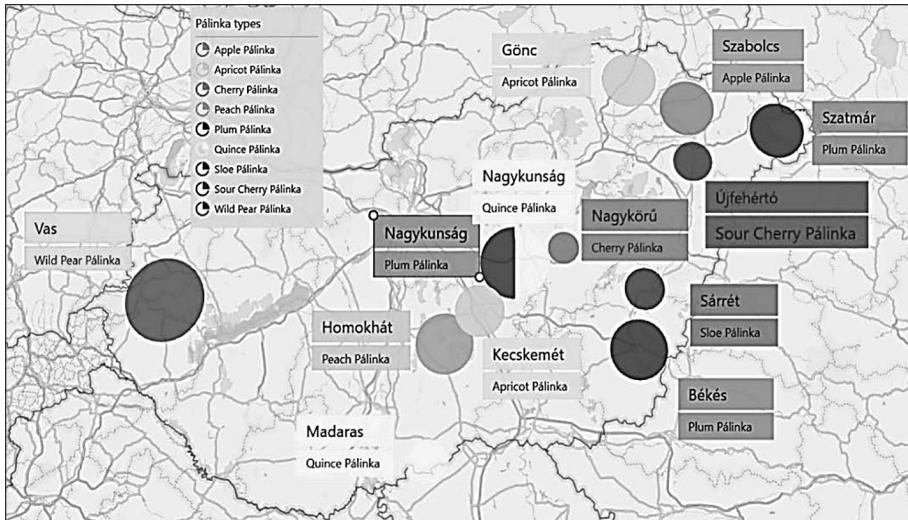 Pálinka types
Apple Pálinka
Apricot Pálinka
Cherry Pálinka
Peach Pálinka
Plum Pálinka
Quince Pálinka
Sloe Pálinka
Sour Cherry Pálinka
Wild Pear Pálinka
Gönc
Apricot Pálinka
Szabolcs
Apple Pálinka
Szatmár
Plum Pálinka
Nagykunság
Quince Pálinka
Újfehértó
Sour Cherry Pálinka
Nagykörű
Cherry Pálinka
Vas
Wild Pear Pálinka
Nagykunság
Plum Pálinka
Sárrét
Sloe Pálinka
Homokhát
Peach Pálinka
Kecskemét
Apricot Pálinka
Békés
Plum Pálinka
Madaras
Quince Pálinka